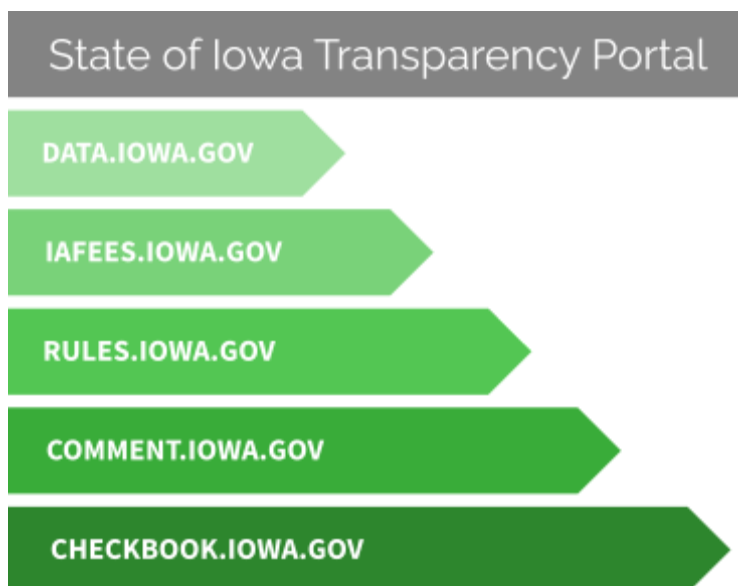 State of Iowa Transparency Portal
DATA.IOWA.GOV
IAFEES.IOWA.GOV
RULES.IOWA.GOV
COMMENT.IOWA.GOV
CHECKBOOK.IOWA.GOV